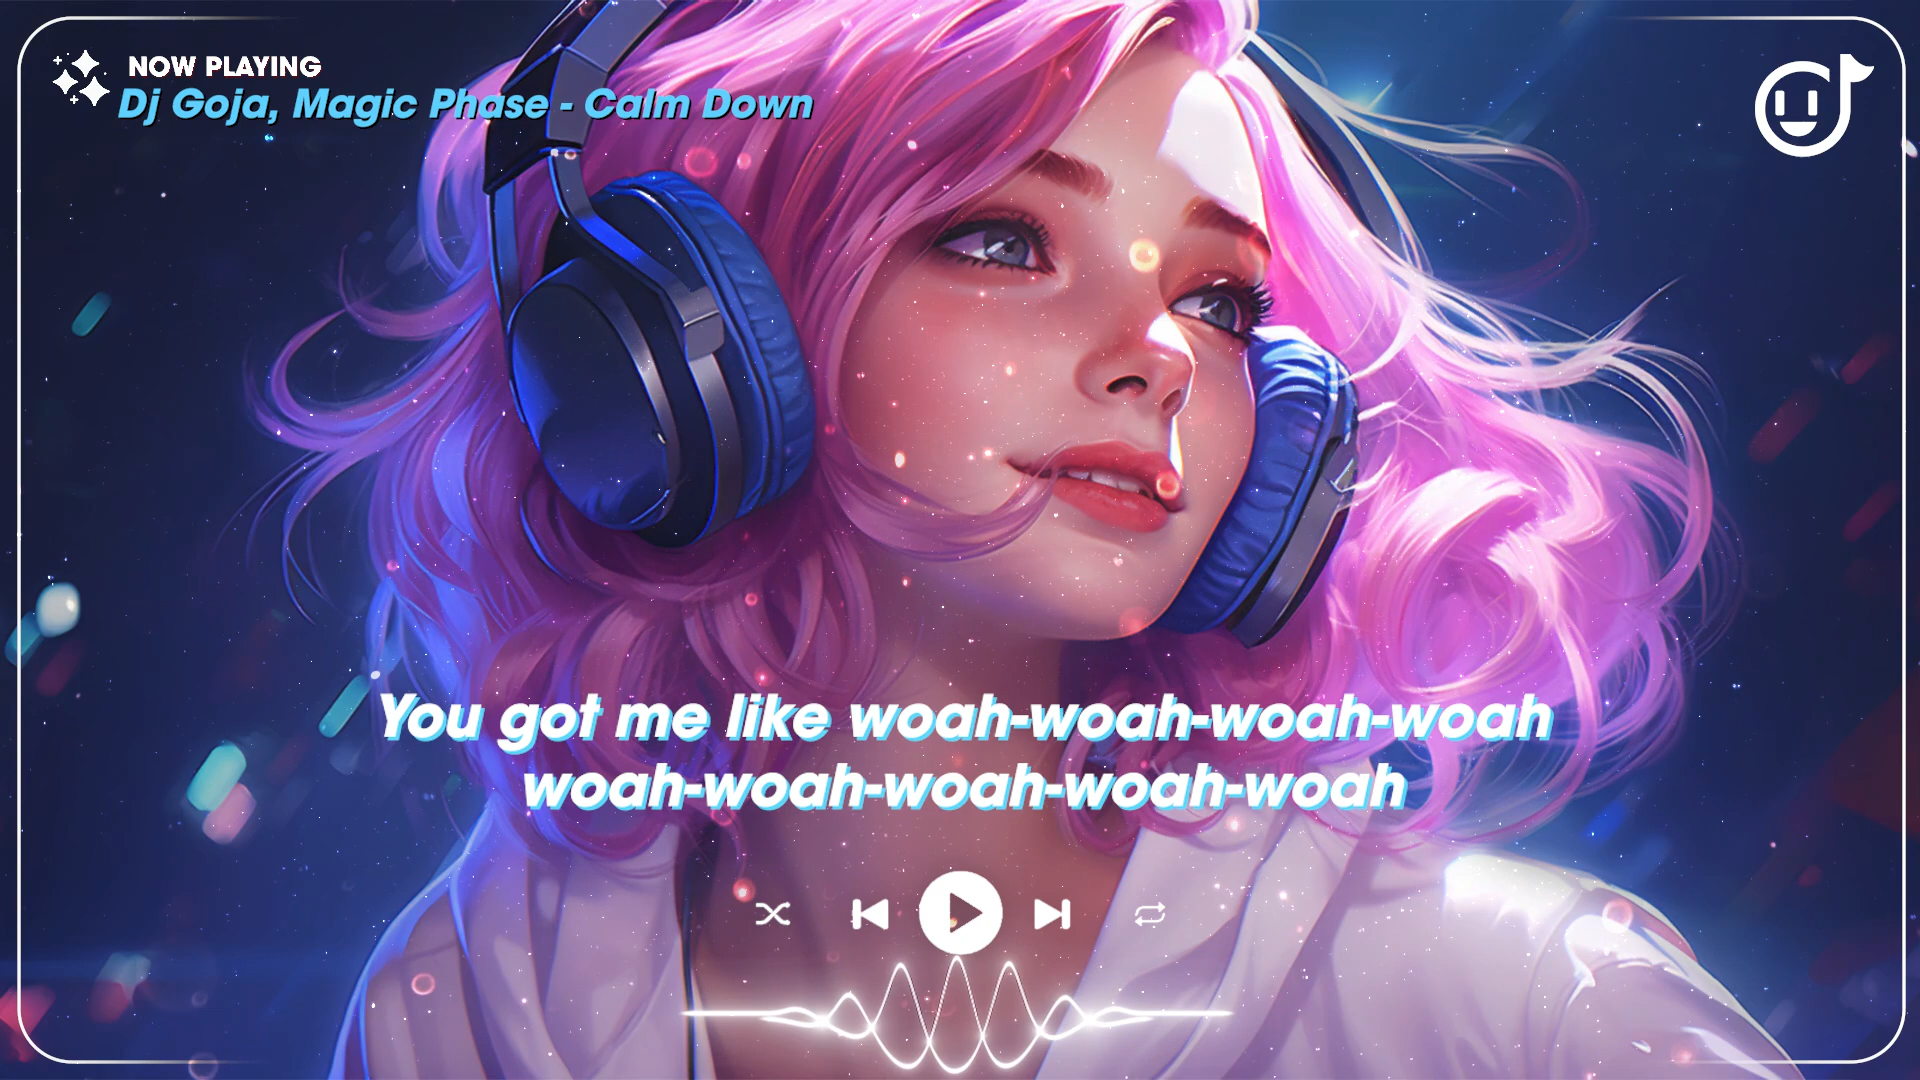 NOW PLAYING
Dj Goja, Magic Phase - Calm Down
You got me like woah-woah-woah-woah
woah-woah-woah-woah-woah